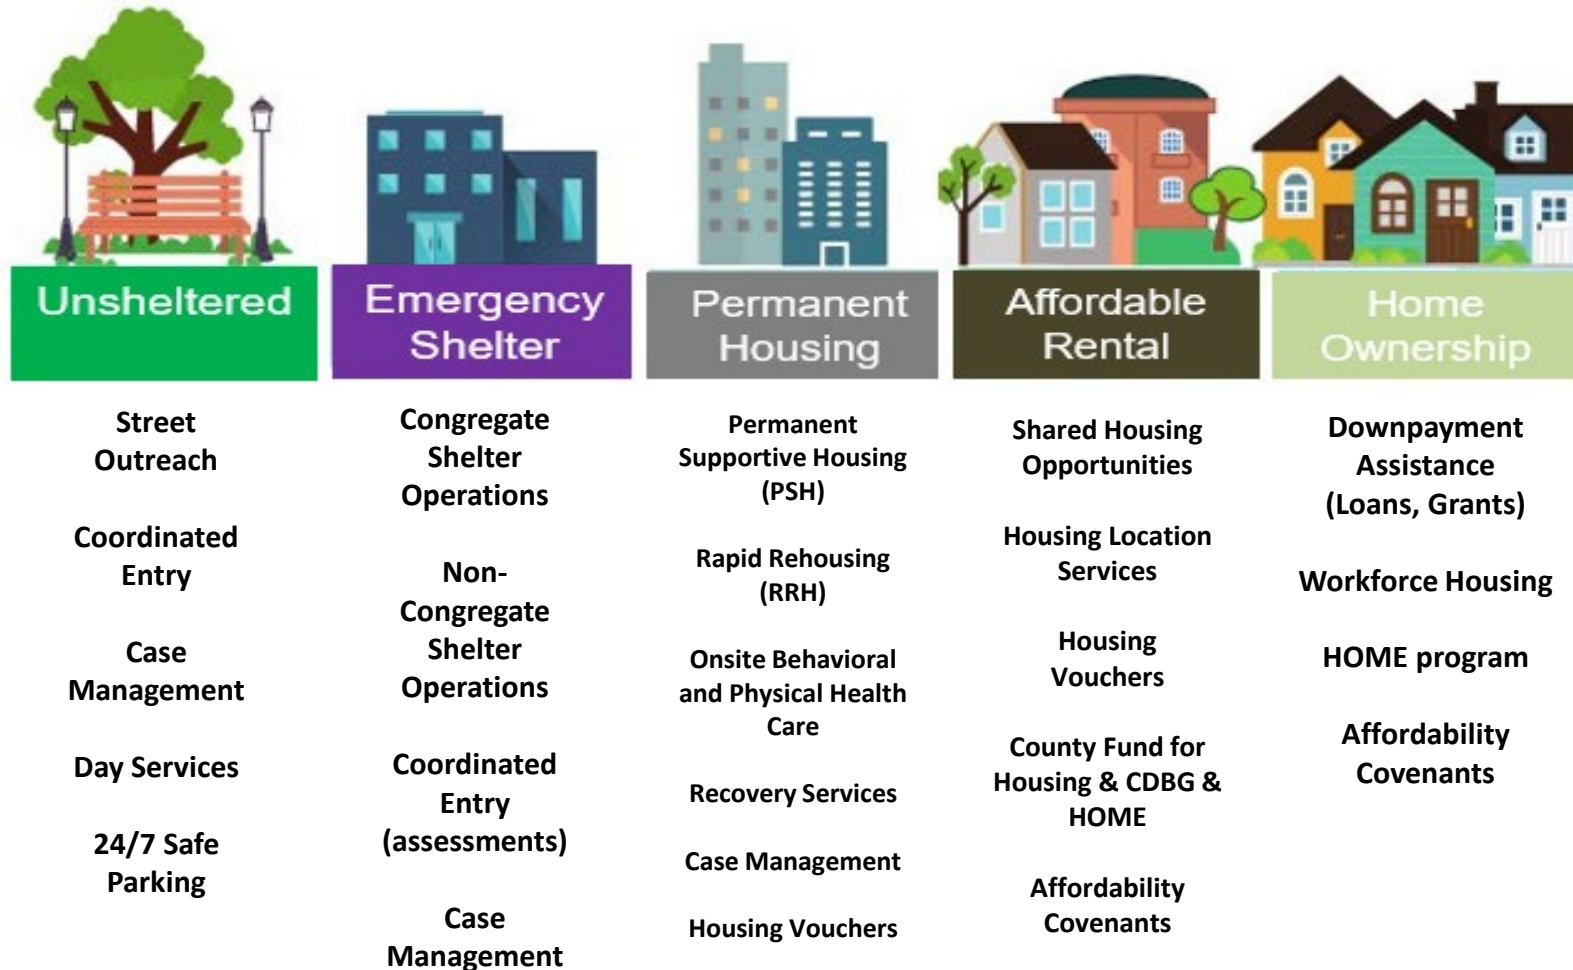 Unsheltered
Street
Outreach
Coordinated
Entry
Case
Management
Day Services
24/7 Safe
Parking
Emergency
Shelter
Congregate
Shelter
Operations
Non-
Congregate
Shelter
Operations
Coordinated
Entry
(assessments)
Case
Management
Permanent
Housing
Permanent
Supportive Housing
(PSH)
Rapid Rehousing
(RRH)
Onsite Behavioral
and Physical Health
Care
Recovery Services
Case Management
Housing Vouchers
Affordable
Rental
Shared Housing
Opportunities
Housing Location
Services
Housing
Vouchers
County Fund for
Housing & CDBG &
HOME
Affordability
Covenants
Home
Ownership
Downpayment
Assistance
(Loans, Grants)
Workforce Housing
HOME program
Affordability
Covenants